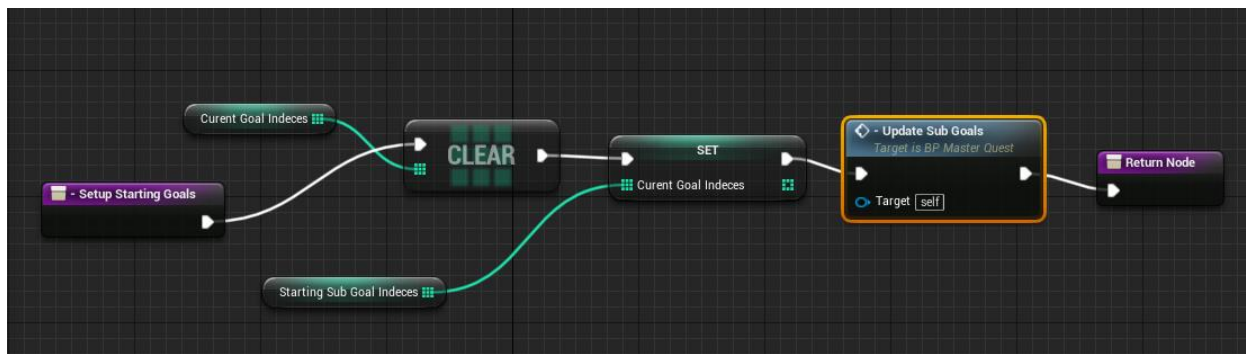 Curent Goal Indeces
- Setup Starting Goals
CLEAR
Starting Sub Goal Indeces
SET
Curent Goal Indeces
- Update Sub Goals
Target is BP Master Quest
Target self
Return Node